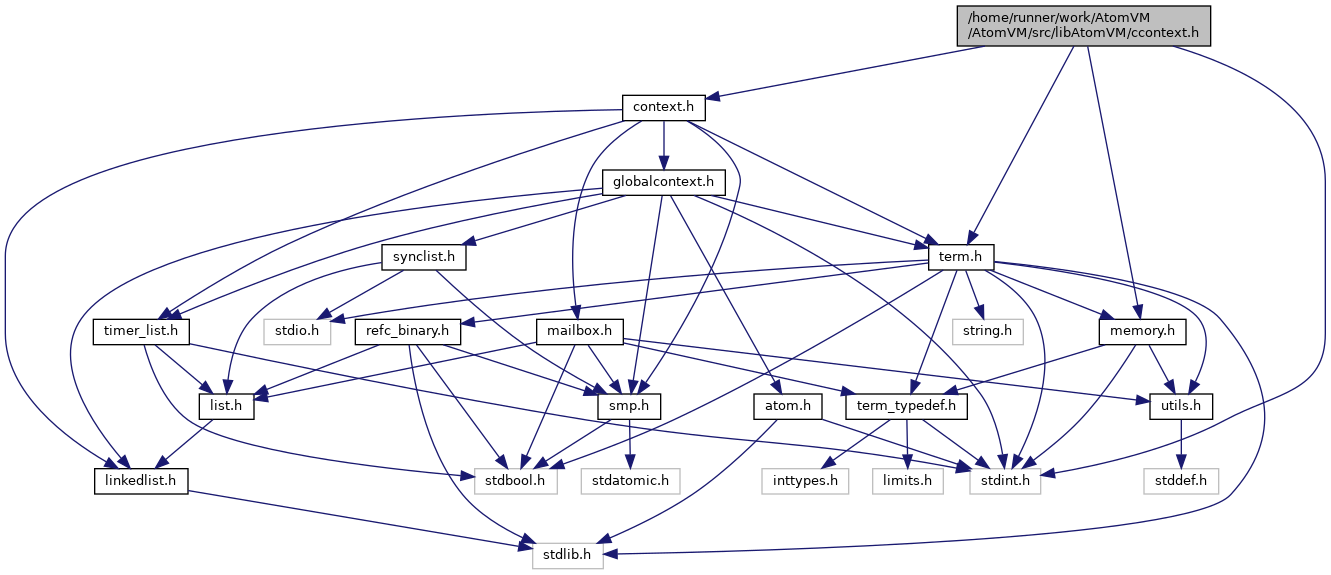 /home/runner/work/AtomVM
/AtomVM/src/libAtomVM/ccontext.h
context.h
globalcontext.h
synclist.h
term.h
timer_list.h
stdio.h
refc_binary.h
mailbox.h
string.h
memory.h
list.h
smp.h
atom.h
term_typedef.h
utils.h
linkedlist.h
stdbool.h
stdatomic.h
inttypes.h
limits.h
stdint.h
stddef.h
stdlib.h